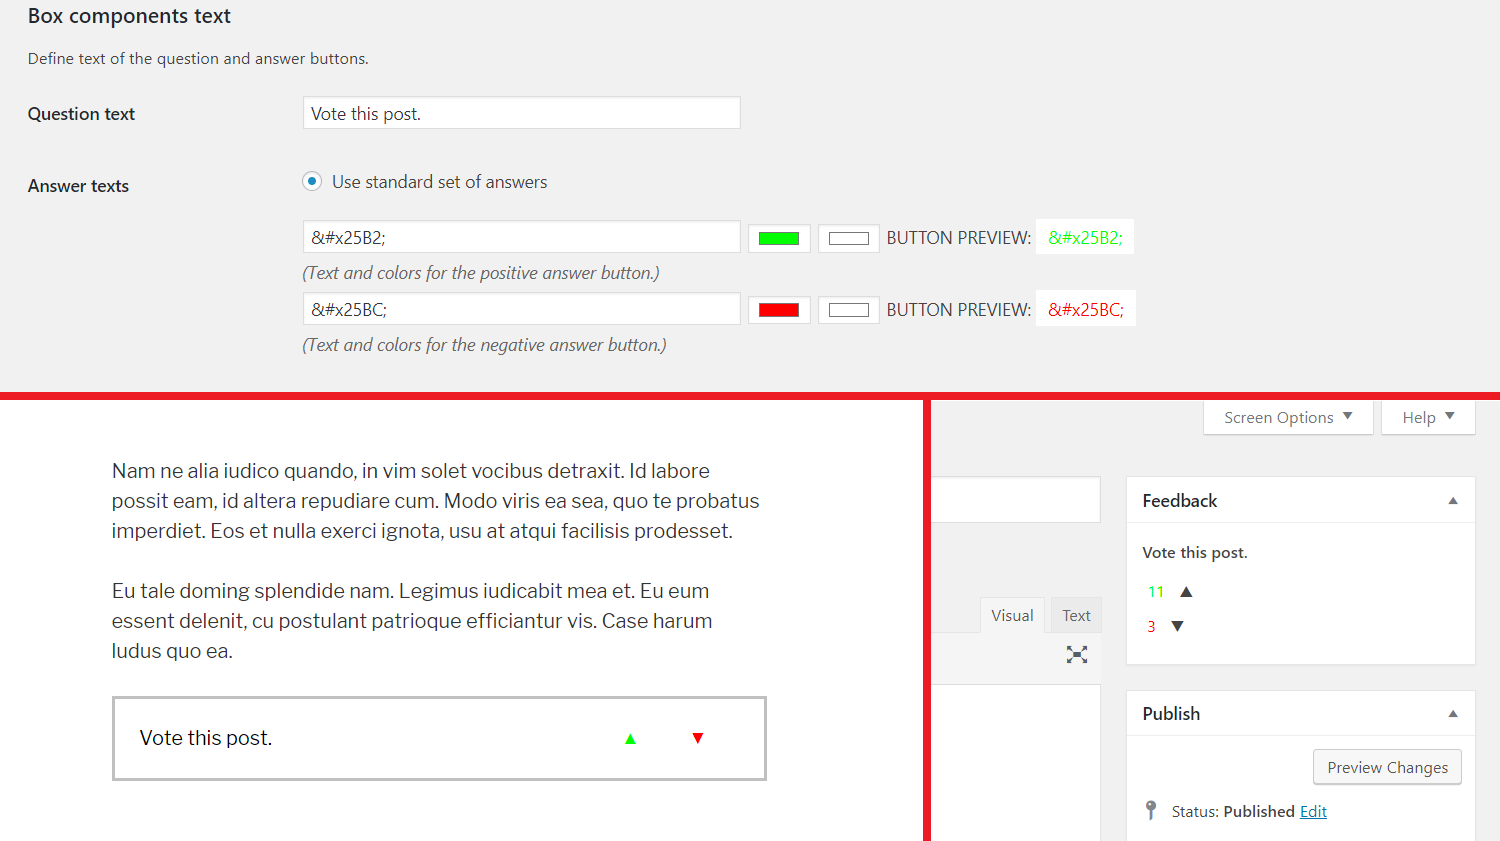 Box components text
Define text of the question and answer buttons.
Question text
Vote this post.
Answer texts
Use standard set of answers
&#x25B2;
BUTTON PREVIEW: &#x25B2;
(Text and colors for the positive answer button.)
&#x25BC;
BUTTON PREVIEW: &#x25BC;
(Text and colors for the negative answer button.)
Nam ne alia iudico quando, in vim solet vocibus detraxit. Id labore
possit eam, id altera repudiare cum. Modo viris ea sea, quo te probatus
imperdiet. Eos et nulla exerci ignota, usu at atqui facilisis prodesset.
Eu tale doming splendide nam. Legimus iudicabit mea et. Eu eum
essent delenit, cu postulant patrioque efficiantur vis. Case harum
ludus quo ea.
Vote this post. ▲ ▼
Screen Options ▼
Help ▼
Visual
Text
Feedback ▲
Vote this post.
11 ▲
3 ▼
Publish ▲
Preview Changes
Status: Published Edit